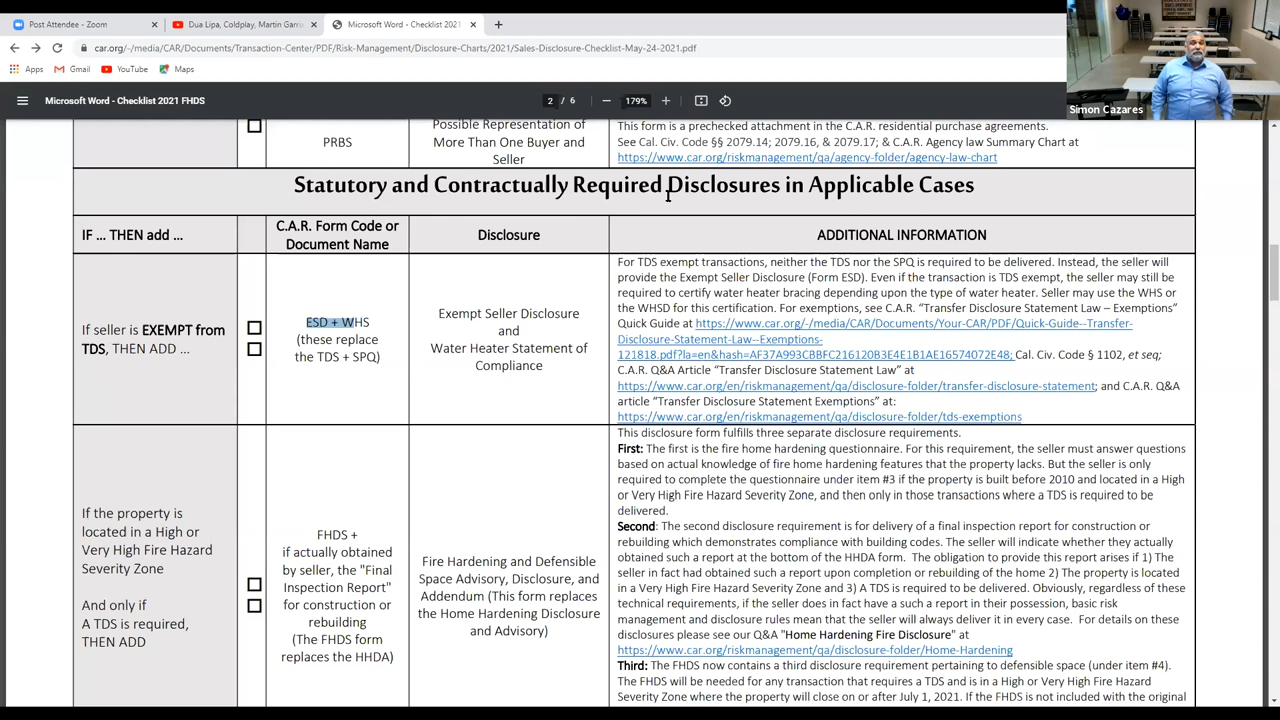 Post Attendee - Zoom
Dua Lipa, Coldplay, Martin Garri
Microsoft Word - Checklist 2021
car.org/-/media/CAR/Documents/Transaction-Center/PDF/Risk-Management/Disclosure-Charts/2021/Sales-Disclosure-Checklist-May-24-2021.pdf
Apps
Gmail
YouTube
Maps
Simon Cazares
Microsoft Word - Checklist 2021 FHDS
2 / 6
179%
PRBS
Possible Representation of
More Than One Buyer and
Seller
This form is a prechecked attachment in the C.A.R. residential purchase agreements.
See Cal. Civ. Code §§ 2079.14; 2079.16, & 2079.17; & C.A.R. Agency law Summary Chart at
https://www.car.org/riskmanagement/qa/agency-folder/agency-law-chart
Statutory and Contractually Required Disclosures in Applicable Cases
IF ... THEN add ...
C.A.R. Form Code or
Document Name
Disclosure
ADDITIONAL INFORMATION
If seller is EXEMPT from
TDS, THEN ADD ...
ESD + WHS
(these replace
the TDS + SPQ)
Exempt Seller Disclosure
and
Water Heater Statement of
Compliance
For TDS exempt transactions, neither the TDS nor the SPQ is required to be delivered. Instead, the seller will
provide the Exempt Seller Disclosure (Form ESD). Even if the transaction is TDS exempt, the seller may still be
required to certify water heater bracing depending upon the type of water heater. Seller may use the WHS or
the WHSD for this certification. For exemptions, see C.A.R. “Transfer Disclosure Statement Law – Exemptions”
Quick Guide at https://www.car.org/-/media/CAR/Documents/Your-CAR/PDF/Quick-Guide--Transfer-
Disclosure-Statement-Law--Exemptions-
121818.pdf?la=en&hash=AF37A993CBBFC216120B3E4E1B1AE16574072E48; Cal. Civ. Code § 1102, et seq;
C.A.R. Q&A Article “Transfer Disclosure Statement Law” at
https://www.car.org/en/riskmanagement/qa/disclosure-folder/transfer-disclosure-statement; and C.A.R. Q&A
article “Transfer Disclosure Statement Exemptions” at:
https://www.car.org/en/riskmanagement/qa/disclosure-folder/tds-exemptions
If the property is
located in a High or
Very High Fire Hazard
Severity Zone
And only if
A TDS is required,
THEN ADD
FHDS +
if actually obtained
by seller, the "Final
Inspection Report"
for construction or
rebuilding
(The FHDS form
replaces the HHDA)
Fire Hardening and Defensible
Space Advisory, Disclosure, and
Addendum (This form replaces
the Home Hardening Disclosure
and Advisory)
This disclosure form fulfills three separate disclosure requirements.
First: The first is the fire home hardening questionnaire. For this requirement, the seller must answer questions
based on actual knowledge of fire home hardening features that the property lacks. But the seller is only
required to complete the questionnaire under item #3 if the property is built before 2010 and located in a High
or Very High Fire Hazard Severity Zone, and then only in those transactions where a TDS is required to be
delivered.
Second: The second disclosure requirement is for delivery of a final inspection report for construction or
rebuilding which demonstrates compliance with building codes. The seller will indicate whether they actually
obtained such a report at the bottom of the HHDA form. The obligation to provide this report arises if 1) The
seller in fact had obtained such a report upon completion or rebuilding of the home 2) The property is located
in a Very High Fire Hazard Severity Zone and 3) A TDS is required to be delivered. Obviously, regardless of these
technical requirements, if the seller does in fact have a such a report in their possession, basic risk
management and disclosure rules mean that the seller will always deliver it in every case. For details on these
disclosures please see our Q&A "Home Hardening Fire Disclosure" at
https://www.car.org/riskmanagement/qa/disclosure-folder/Home-Hardening
Third: The FHDS now contains a third disclosure requirement pertaining to defensible space (under item #4).
The FHDS will be needed for any transaction that requires a TDS and is in a High or Very High Fire Hazard
Severity Zone where the property will close on or after July 1, 2021. If the FHDS is not included with the original